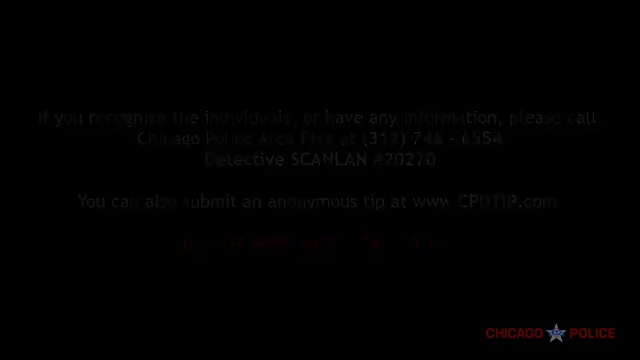 If you recognize the individuals, or have any information, please call
Chicago Police Area Five at (312) 746 - 6554
Detective SCANLAN #20270
You can also submit an anonymous tip at www.CPDTIP.com
CHICAGO POLICE